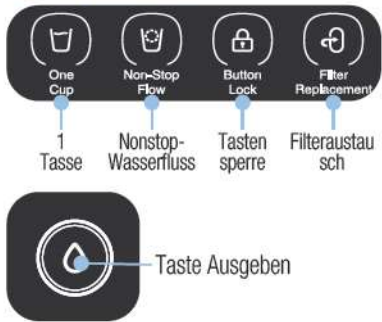 One Non-Stop Button Filter
Cup Flow Lock Replacement
1 Nonstop- Tasten Filteraustau
Tasse Wasserfluss sperre sch
Taste Ausgeben